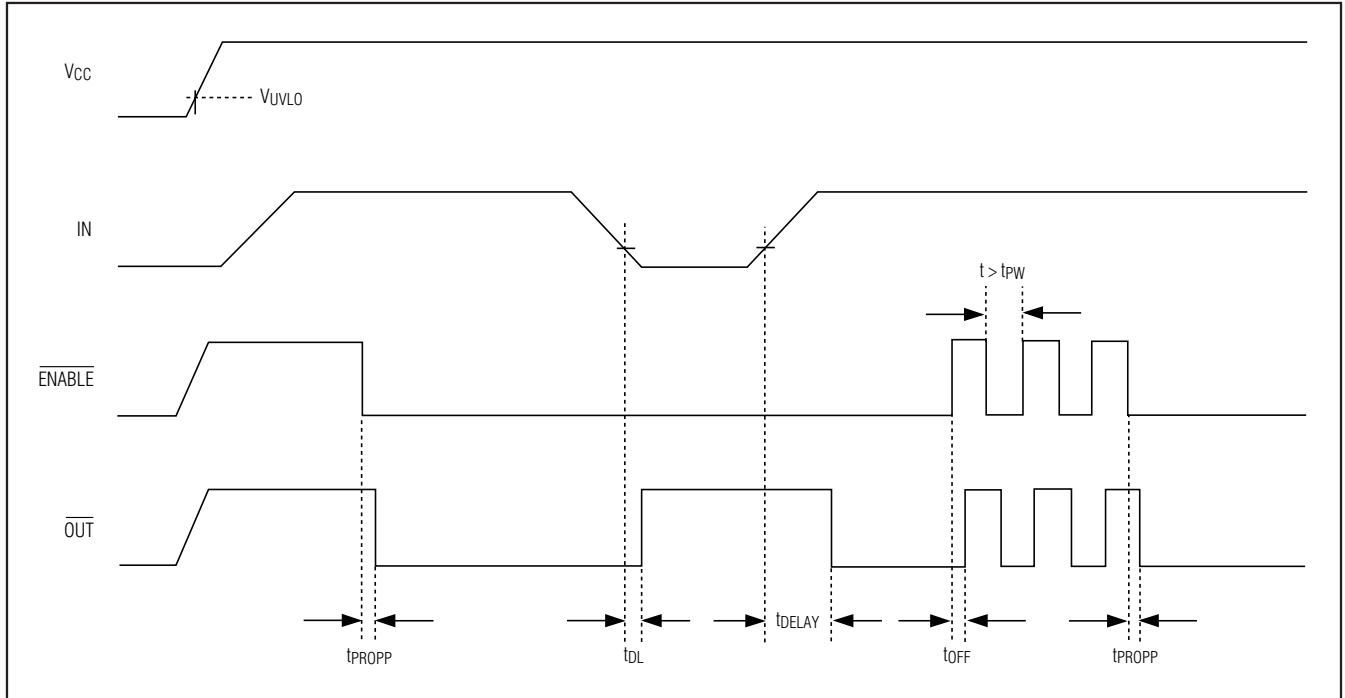 VCC
VUVLO
IN
t > tPW
ENABLE
OUT
tDELAY
tPROPP
tDL
tOFF
tPROPP